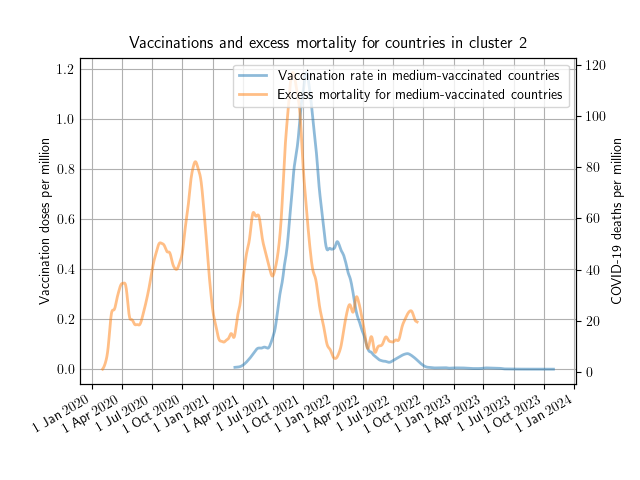 Vaccinations and excess mortality for countries in cluster 2
Vaccination rate in medium-vaccinated countries
Excess mortality for medium-vaccinated countries
Vaccination doses per million
1.2
1.0
0.8
0.6
0.4
0.2
0.0
COVID-19 deaths per million
120
100
80
60
40
20
0
1 Jan 2020
1 Apr 2020
1 Jul 2020
1 Oct 2020
1 Jan 2021
1 Apr 2021
1 Jul 2021
1 Oct 2021
1 Jan 2022
1 Apr 2022
1 Jul 2022
1 Oct 2022
1 Jan 2023
1 Apr 2023
1 Jul 2023
1 Oct 2023
1 Jan 2024